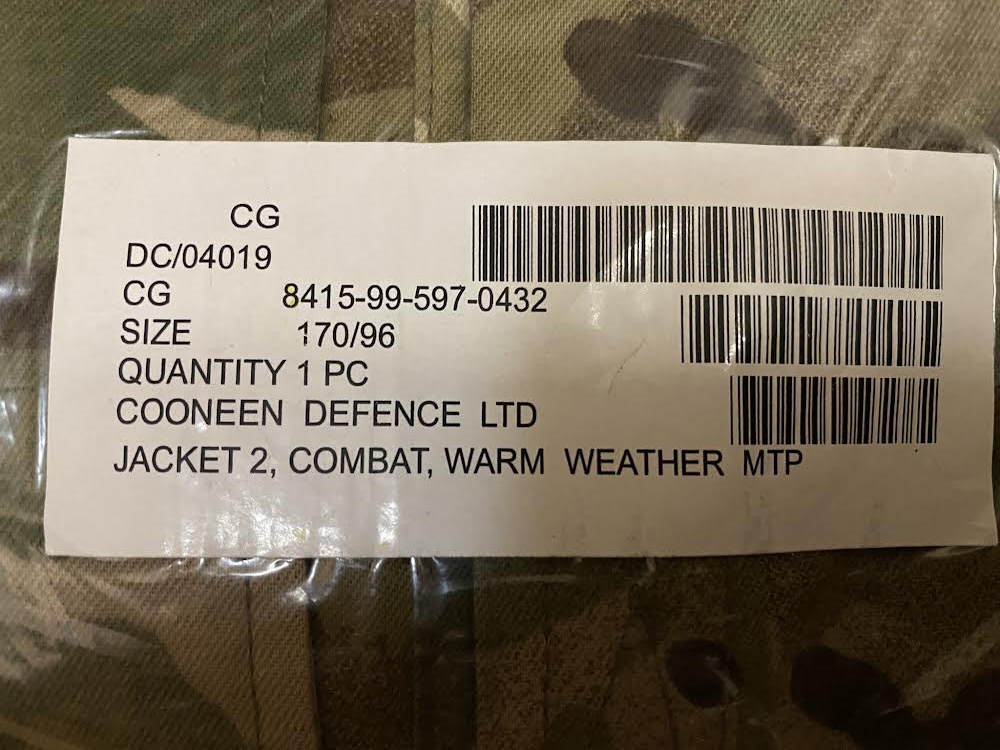 CG
DC/04019
CG 8415-99-597-0432
SIZE 170/96
QUANTITY 1 PC
COONEEN DEFENCE LTD
JACKET 2, COMBAT, WARM WEATHER MTP